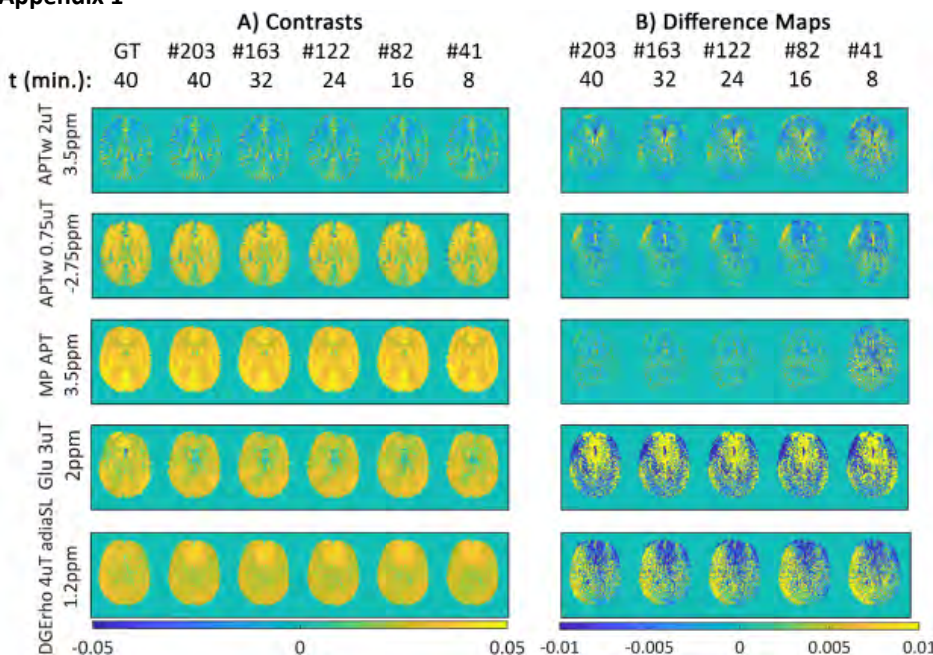 Appendix 1
A) Contrasts
B) Difference Maps
GT #203 #163 #122 #82 #41
#203 #163 #122 #82 #41
t (min.): 40 40 32 24 16 8
40 32 24 16 8
APTw 2uT
3.5ppm
APTw 0.75uT
-2.75ppm
MP APT
3.5ppm
Glu 3uT
2ppm
DGErho 4uT adiaSL
1.2ppm
-0.05 0 0.05
-0.01 -0.005 0 0.005 0.01